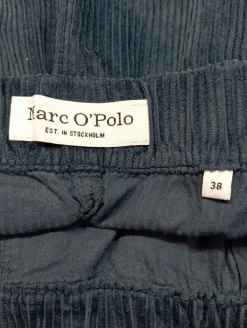 Marc O'Polo
EST. IN STOCKHOLM
38